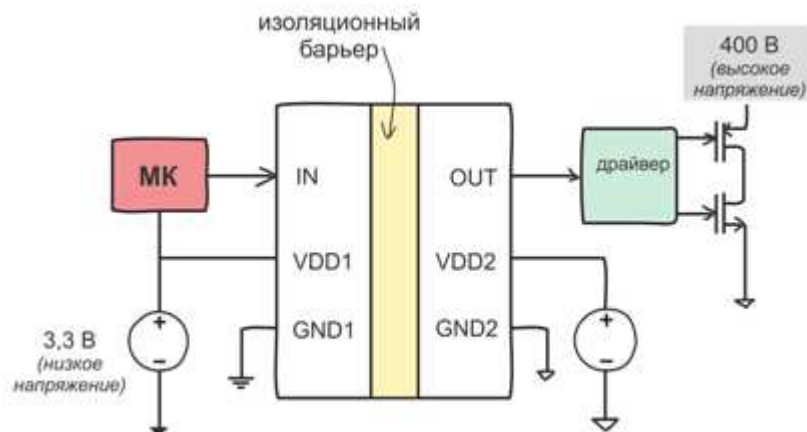 изоляционный
барьер
400 В
(высокое
напряжение)
МК
IN
OUT
драйвер
VDD1
VDD2
GND1
GND2
+
−
3,3 В
(низкое
напряжение)
+
−